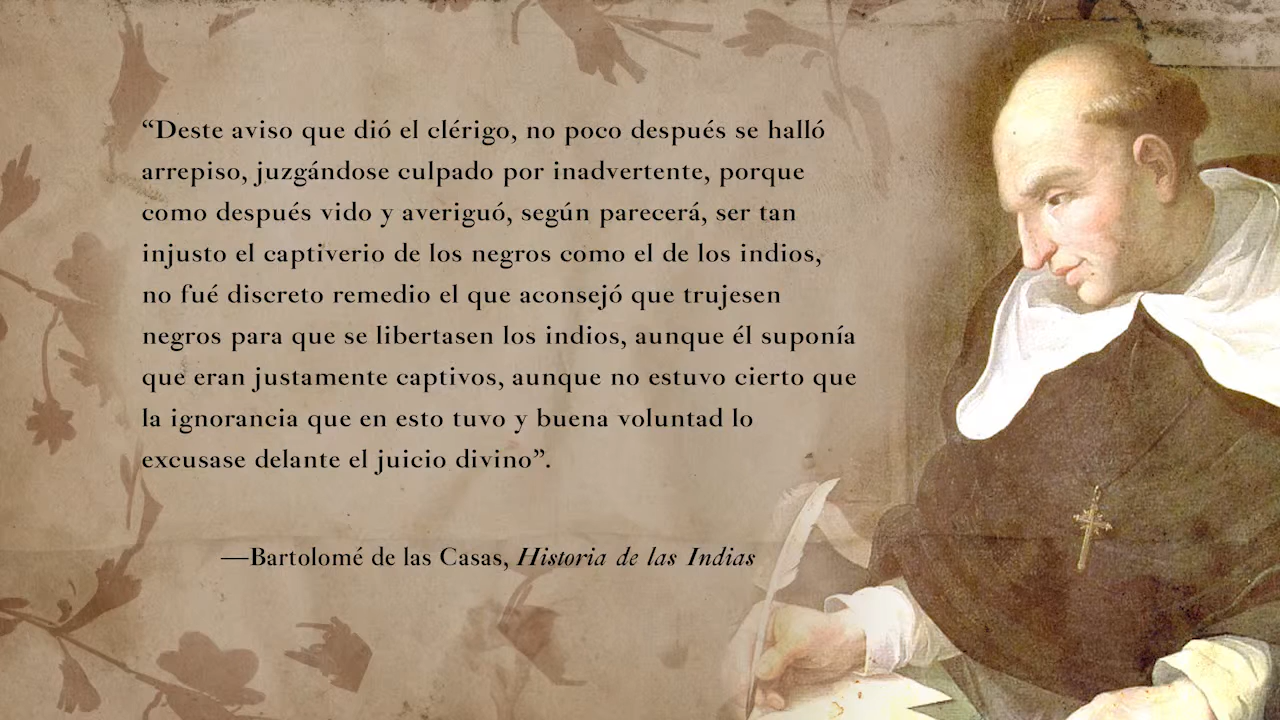 “Deste aviso que dió el clérigo, no poco después se halló
arrepiso, juzgándose culpado por inadvertente, porque
como después vido y averiguó, según parecerá, ser tan
injusto el captiverio de los negros como el de los indios,
no fué discreto remedio el que aconsejó que trujesen
negros para que se libertasen los indios, aunque él suponía
que eran justamente captivos, aunque no estuvo cierto que
la ignorancia que en esto tuvo y buena voluntad lo
excusase delante el juicio divino”.
—Bartolomé de las Casas, Historia de las Indias